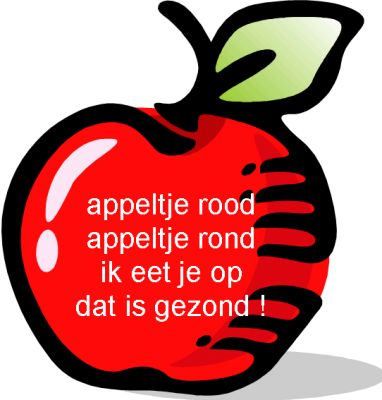 appeltje rood
appeltje rond
ik eet je op
dat is gezond !